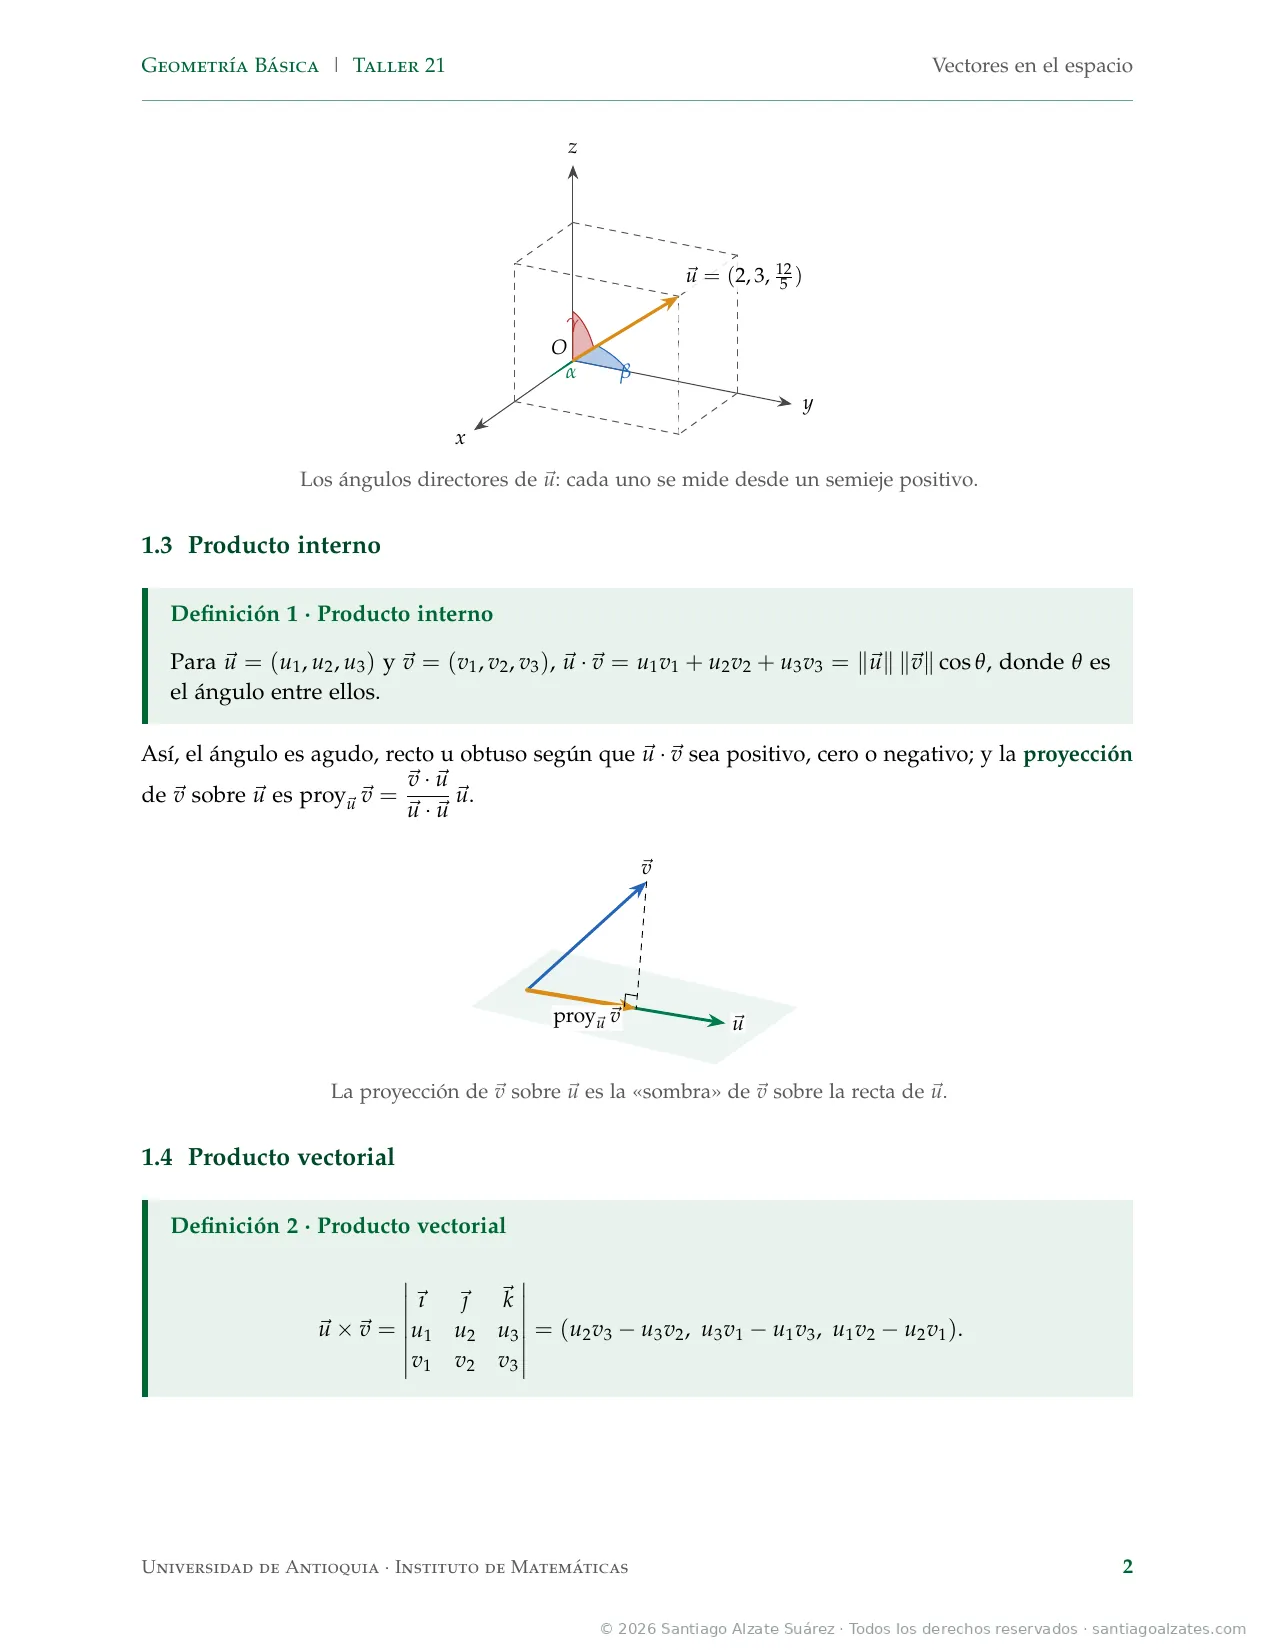 Geometría Básica | Taller 21
Vectores en el espacio
z
u⃗ = (2, 3, 12/5)
γ
O
α
β
y
x
Los ángulos directores de u⃗: cada uno se mide desde un semieje positivo.
1.3 Producto interno
Definición 1 · Producto interno
Para u⃗ = (u₁, u₂, u₃) y v⃗ = (v₁, v₂, v₃), u⃗ · v⃗ = u₁v₁ + u₂v₂ + u₃v₃ = ‖u⃗‖ ‖v⃗‖ cos θ, donde θ es
el ángulo entre ellos.
Así, el ángulo es agudo, recto u obtuso según que u⃗ · v⃗ sea positivo, cero o negativo; y la proyección
de v⃗ sobre u⃗ es proy_u⃗ v⃗ = (v⃗ · u⃗)/(u⃗ · u⃗) u⃗.
v⃗
proy_u⃗ v⃗
u⃗
La proyección de v⃗ sobre u⃗ es la «sombra» de v⃗ sobre la recta de u⃗.
1.4 Producto vectorial
Definición 2 · Producto vectorial
u⃗ × v⃗ = | ı⃗ ȷ⃗ k⃗ |
| u₁ u₂ u₃ | = (u₂v₃ − u₃v₂, u₃v₁ − u₁v₃, u₁v₂ − u₂v₁).
| v₁ v₂ v₃ |
Universidad de Antioquia · Instituto de Matemáticas
2
© 2026 Santiago Alzate Suárez · Todos los derechos reservados · santiagoalzates.com